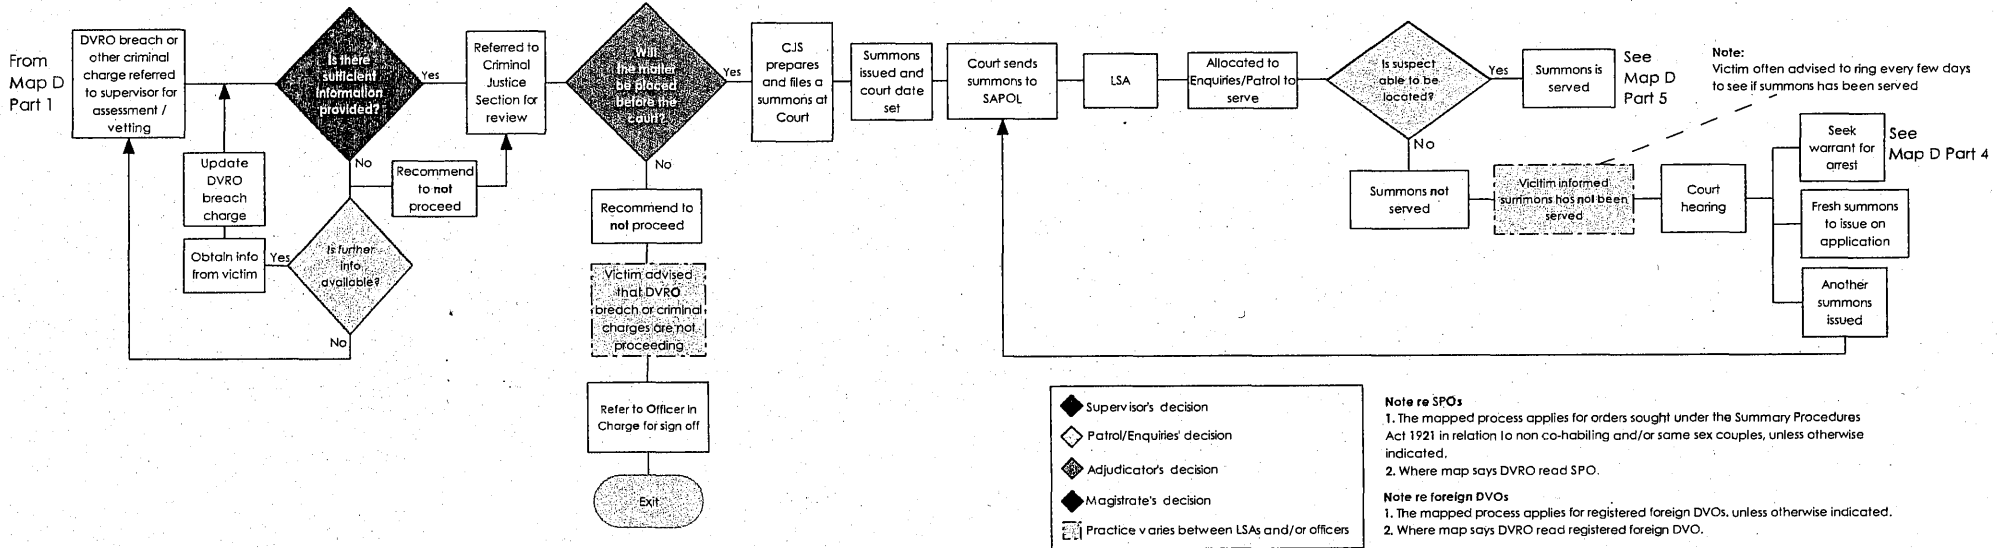 From
Map D
Part 1
DVRO breach or
other criminal
charge referred
to supervisor for
assessment /
vetting
Update
DVRO
breach
charge
Obtain info
from victim
Is there
sufficient
information
provided?
Yes
No
Is further
info
available?
Yes
No
Recommend
to not
proceed
Referred to
Criminal
Justice
Section for
review
Will
the matter
be placed
before the
court?
Yes
No
Recommend to
not proceed
Victim advised
that DVRO
breach or criminal
charges are not
proceeding
Refer to Officer In
Charge for sign off
Exit
CJS
prepares
and files a
summons at
Court
Summons
issued and
court date
set
Court sends
summons to
SAPOL
LSA
Allocated to
Enquiries/Patrol to
serve
Is suspect
able to be
located?
Yes
No
Summons is
served
See
Map D
Part 5
Note:
Victim often advised to ring every few days
to see if summons has been served
Summons not
served
Vicitim informed
summons has not been
served
Court
hearing
Seek
warrant for
arrest
See
Map D Part 4
Fresh summons
to issue on
application
Another
summons
issued
Supervisor's decision
Patrol/Enquiries' decision
Adjudicator's decision
Magistrate's decision
Practice varies between LSAs and/or officers
Note re SPOs
1. The mapped process applies for orders sought under the Summary Procedures
Act 1921 in relation to non co-habiling and/or same sex couples, unless otherwise
indicated.
2. Where map says DVRO read SPO.
Note re foreign DVOs
1. The mapped process applies for registered foreign DVOs. unless otherwise indicated.
2. Where map says DVRO read registered foreign DVO.